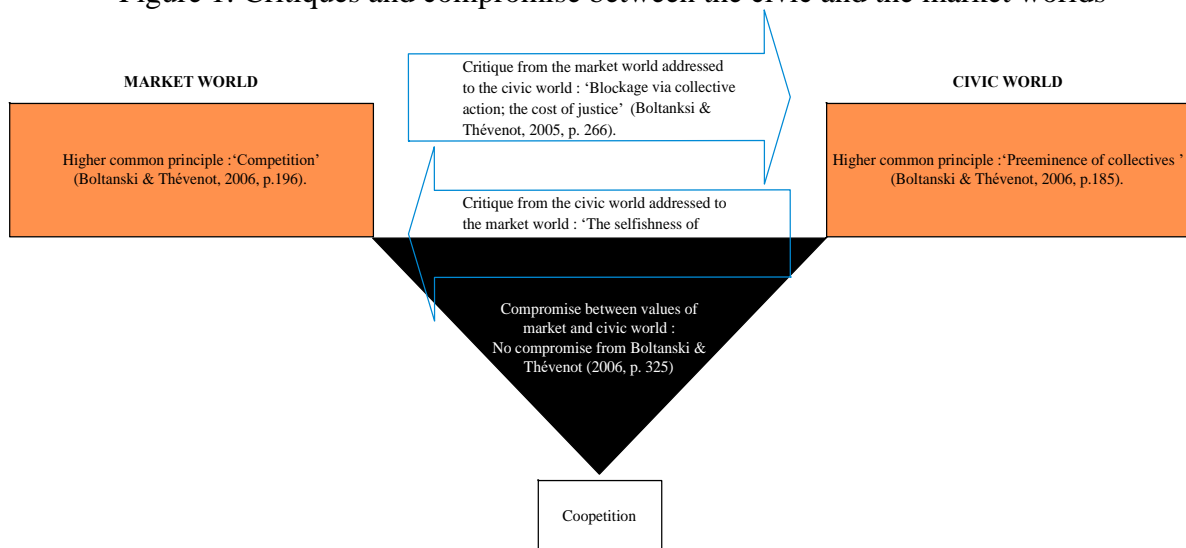 Figure 1: Critiques and compromise between the civic and the market worlds
MARKET WORLD
Higher common principle :‘Competition’
(Boltanski & Thévenot, 2006, p.196).
Critique from the market world addressed
to the civic world : ‘Blockage via collective
action; the cost of justice’ (Boltanksi &
Thévenot, 2005, p. 266).
CIVIC WORLD
Higher common principle :‘Preeminence of collectives ’
(Boltanski & Thévenot, 2006, p.185).
Critique from the civic world addressed to
the market world : ‘The selfishness of
Compromise between values of
market and civic world :
No compromise from Boltanski &
Thévenot (2006, p. 325)
Coopetition